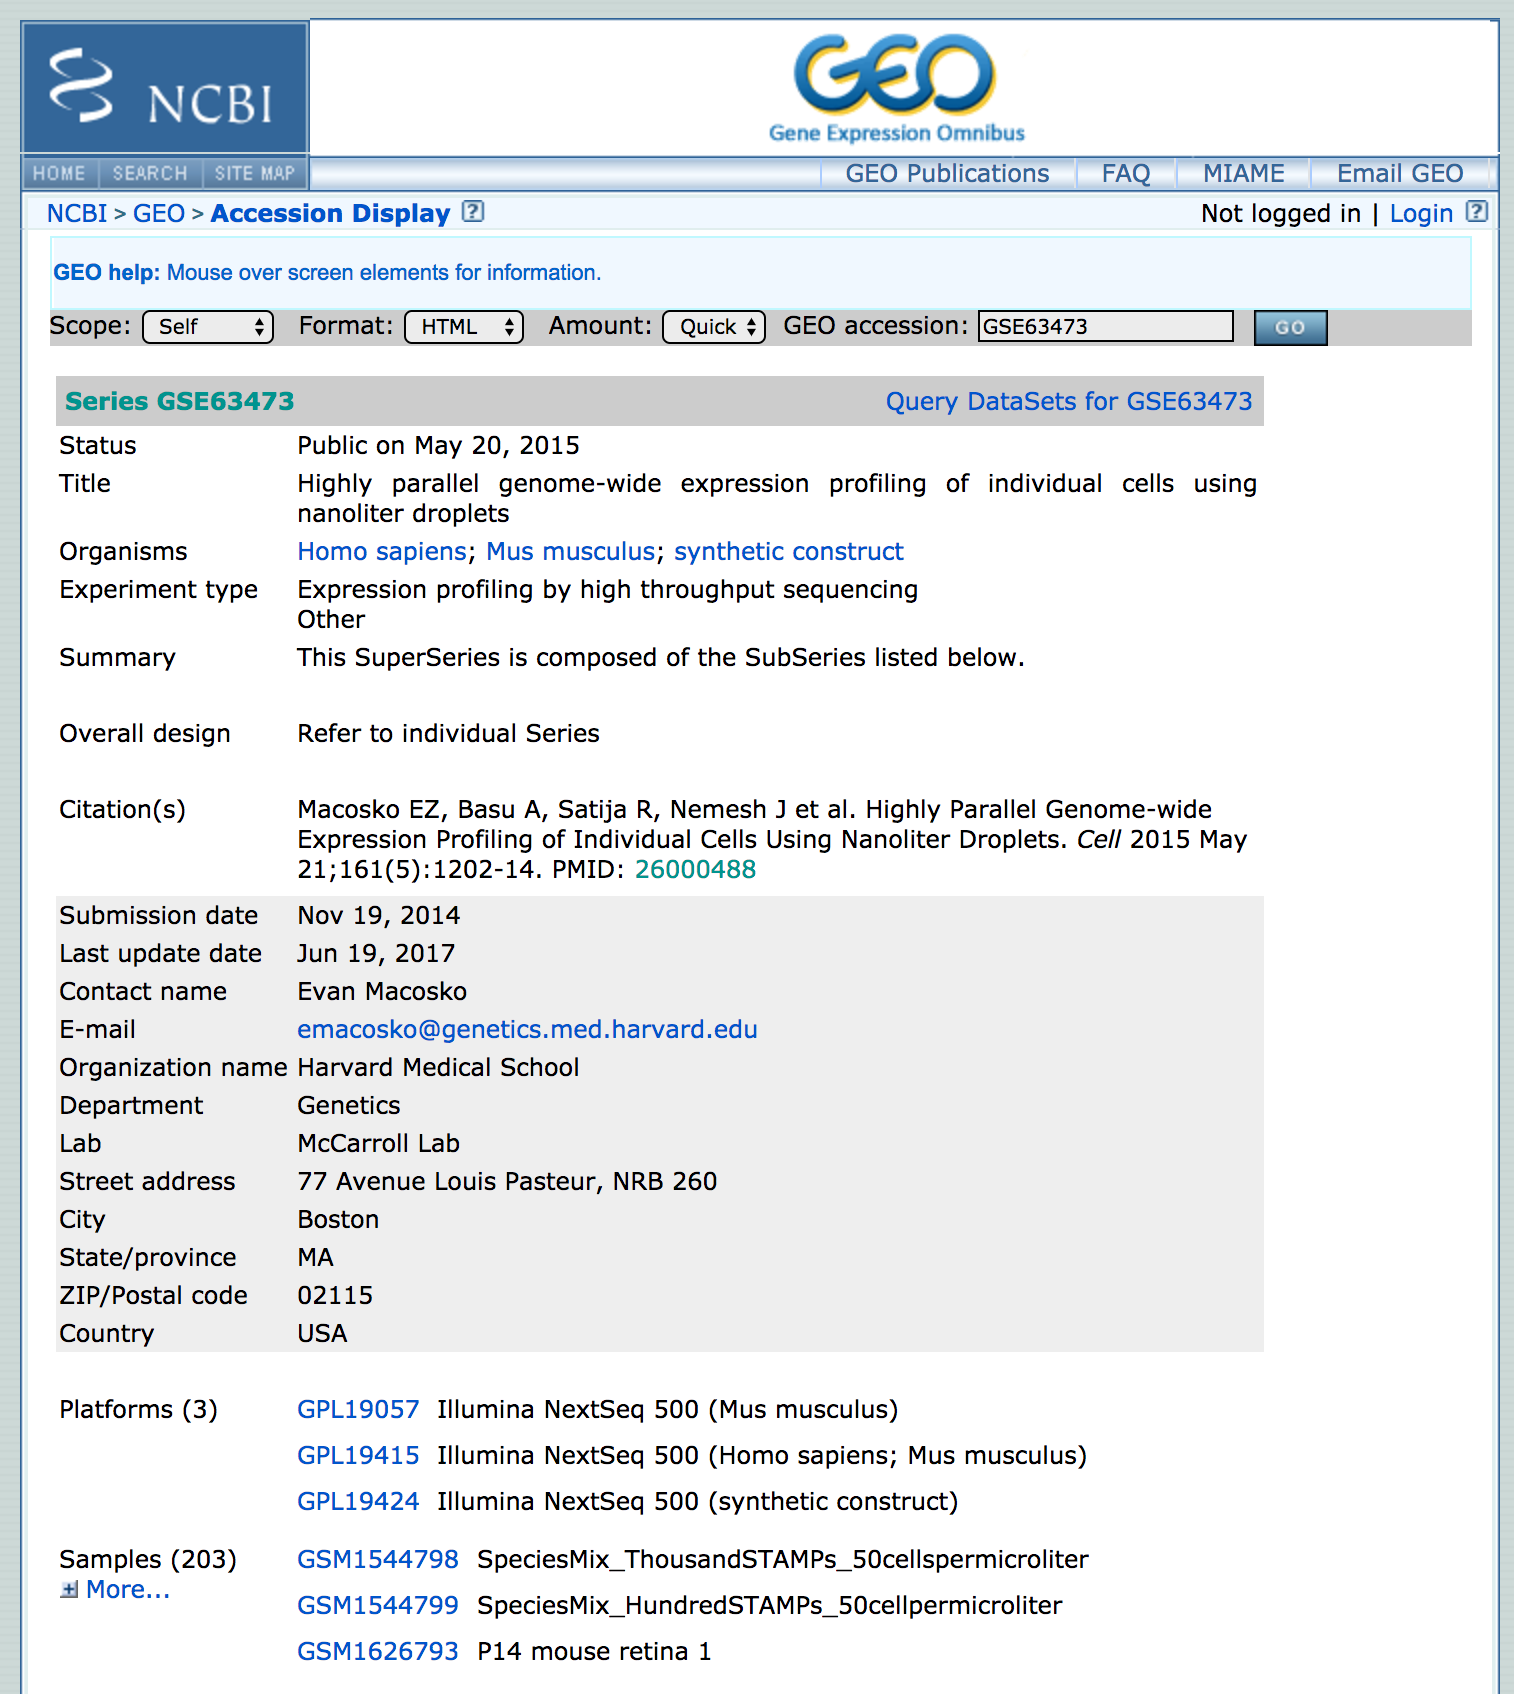 NCBI
GEO
Gene Expression Omnibus
HOME SEARCH SITE MAP GEO Publications FAQ MIAME Email GEO
NCBI > GEO > Accession Display ? Not logged in | Login ?
GEO help: Mouse over screen elements for information.
Scope: Self Format: HTML Amount: Quick GEO accession: GSE63473 GO
Series GSE63473 Query DataSets for GSE63473
Status Public on May 20, 2015
Title Highly parallel genome-wide expression profiling of individual cells using
nanoliter droplets
Organisms Homo sapiens; Mus musculus; synthetic construct
Experiment type Expression profiling by high throughput sequencing
Other
Summary This SuperSeries is composed of the SubSeries listed below.
Overall design Refer to individual Series
Citation(s) Macosko EZ, Basu A, Satija R, Nemesh J et al. Highly Parallel Genome-wide
Expression Profiling of Individual Cells Using Nanoliter Droplets. Cell 2015 May
21;161(5):1202-14. PMID: 26000488
Submission date Nov 19, 2014
Last update date Jun 19, 2017
Contact name Evan Macosko
E-mail emacosko@genetics.med.harvard.edu
Organization name Harvard Medical School
Department Genetics
Lab McCarroll Lab
Street address 77 Avenue Louis Pasteur, NRB 260
City Boston
State/province MA
ZIP/Postal code 02115
Country USA
Platforms (3) GPL19057 Illumina NextSeq 500 (Mus musculus)
GPL19415 Illumina NextSeq 500 (Homo sapiens; Mus musculus)
GPL19424 Illumina NextSeq 500 (synthetic construct)
Samples (203) GSM1544798 SpeciesMix_ThousandSTAMPs_50cellspermicroliter
More...
GSM1544799 SpeciesMix_HundredSTAMPs_50cellpermicroliter
GSM1626793 P14 mouse retina 1